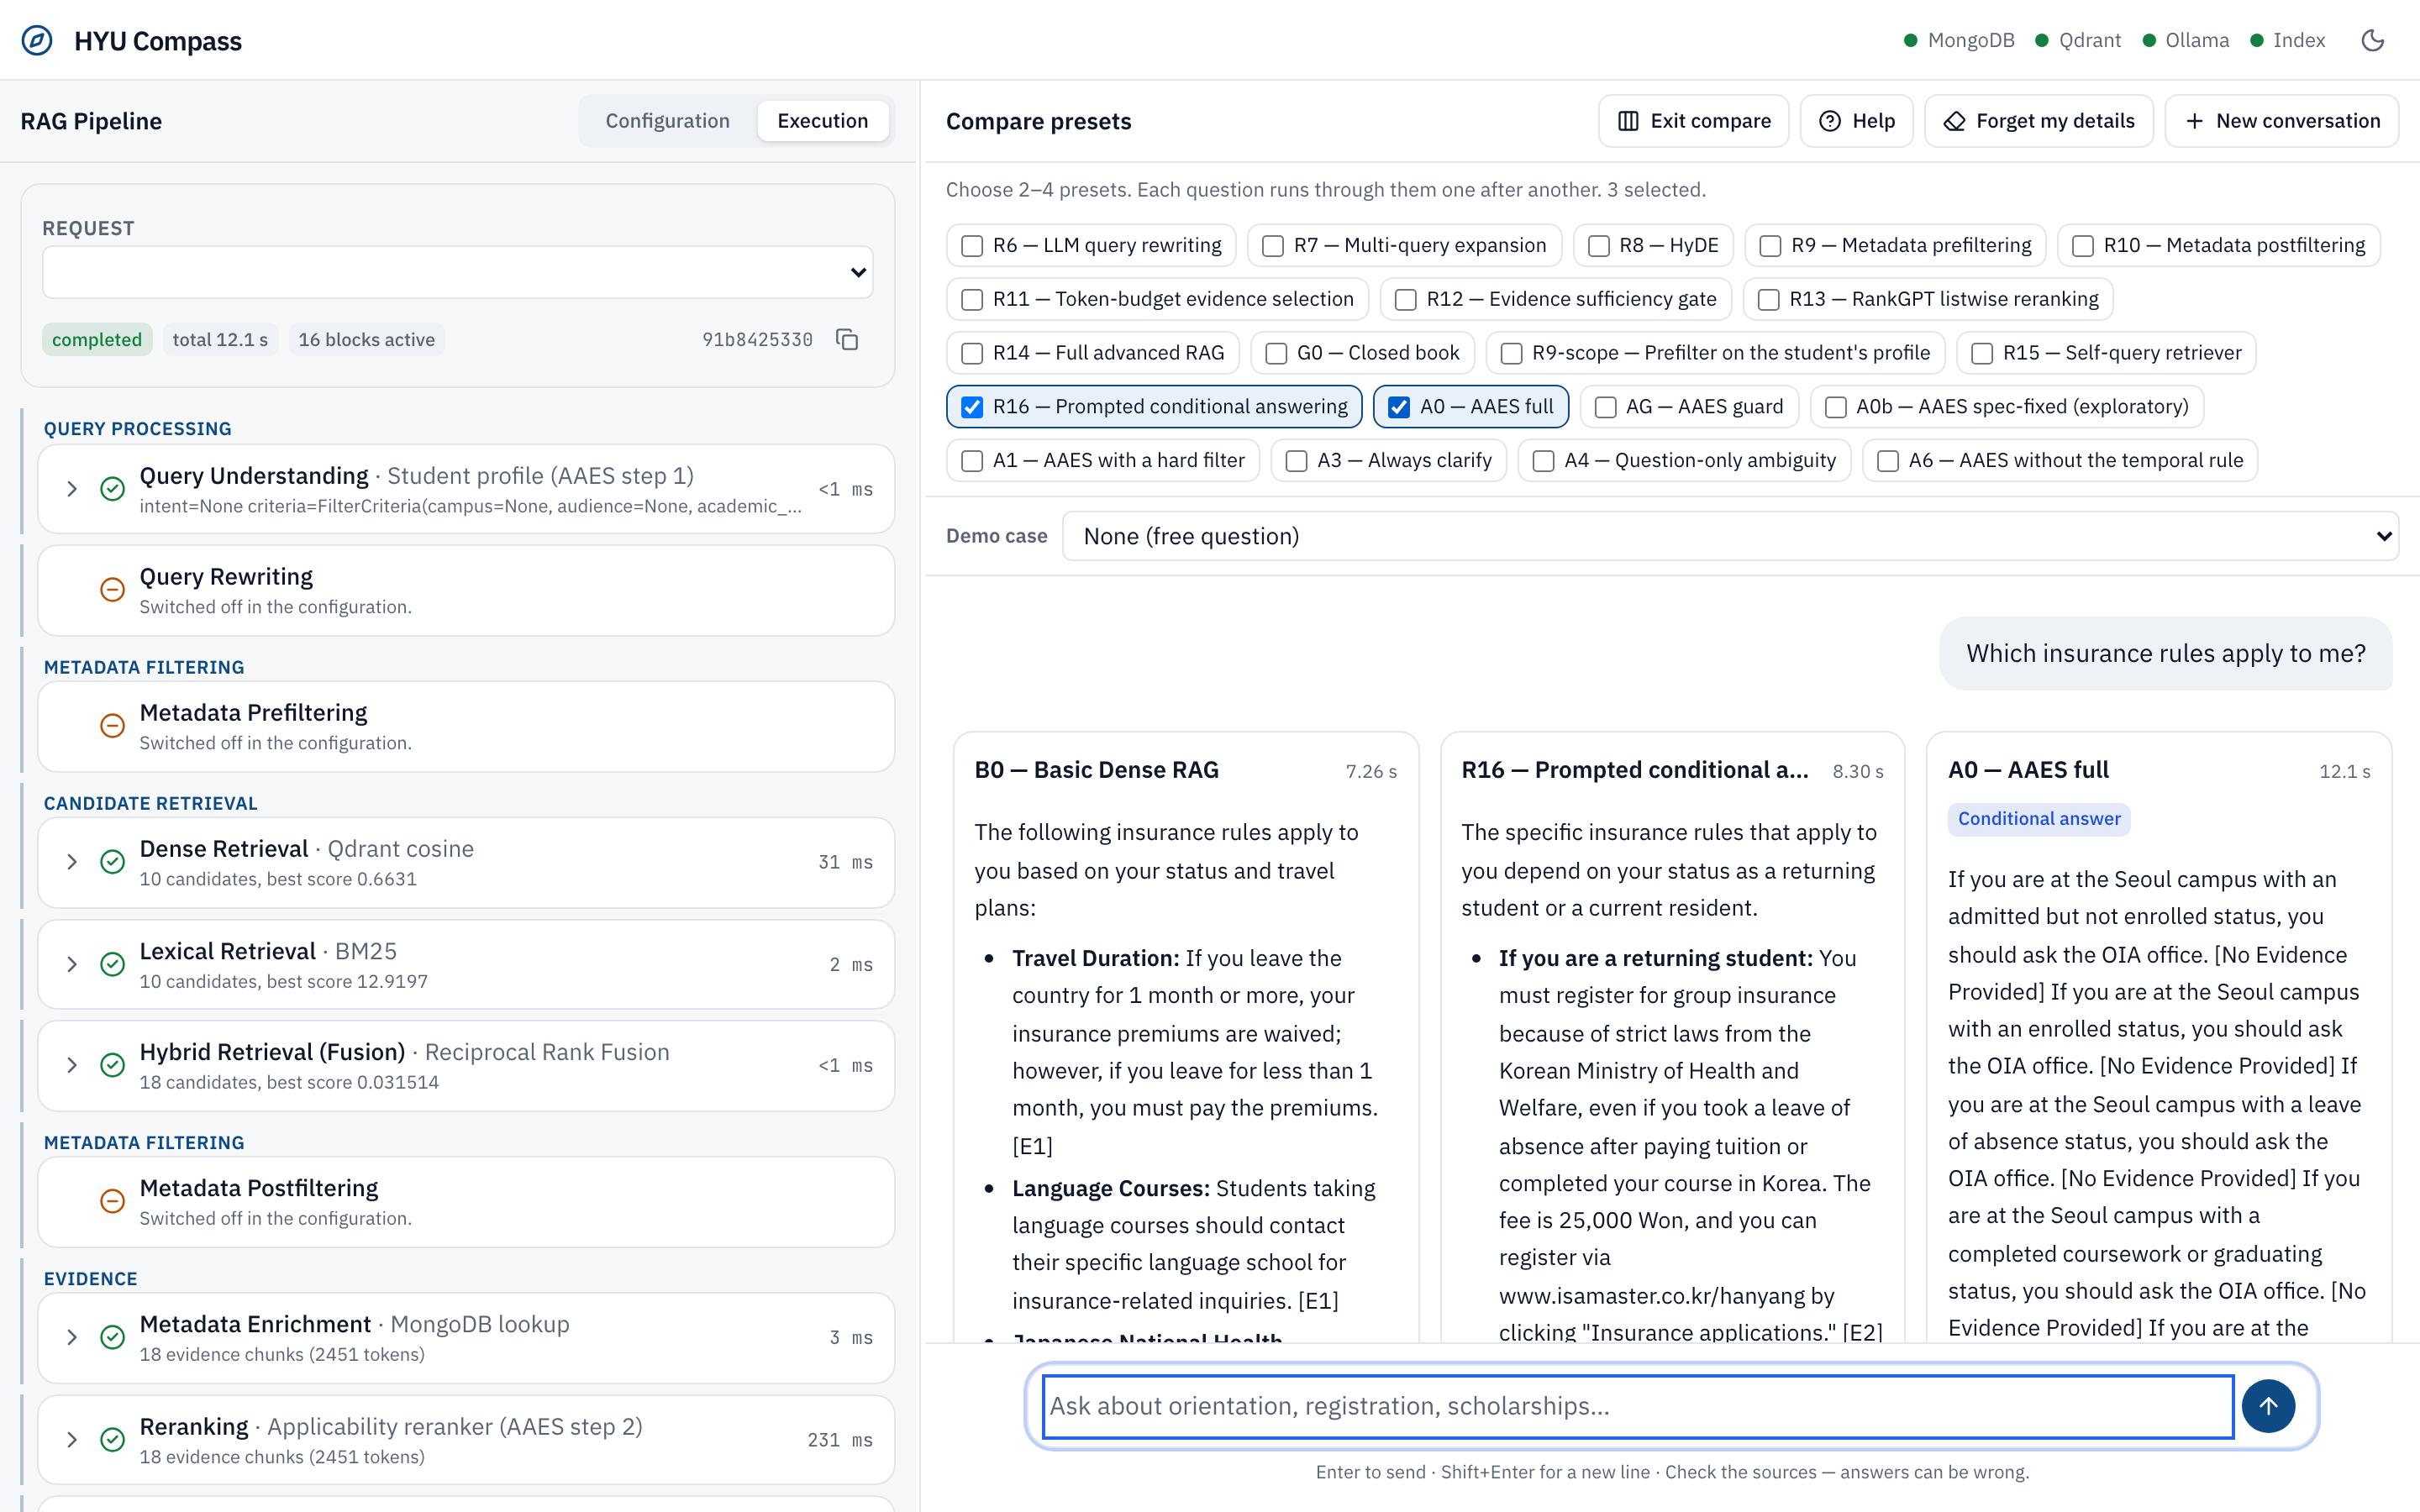 HYU Compass
MongoDB
Qdrant
Ollama
Index
RAG Pipeline
Configuration
Execution
REQUEST
completed
total 12.1 s
16 blocks active
91b8425330
QUERY PROCESSING
Query Understanding · Student profile (AAES step 1)
intent=None criteria=FilterCriteria(campus=None, audience=None, academic_...
<1 ms
Query Rewriting
Switched off in the configuration.
METADATA FILTERING
Metadata Prefiltering
Switched off in the configuration.
CANDIDATE RETRIEVAL
Dense Retrieval · Qdrant cosine
10 candidates, best score 0.6631
31 ms
Lexical Retrieval · BM25
10 candidates, best score 12.9197
2 ms
Hybrid Retrieval (Fusion) · Reciprocal Rank Fusion
18 candidates, best score 0.031514
<1 ms
METADATA FILTERING
Metadata Postfiltering
Switched off in the configuration.
EVIDENCE
Metadata Enrichment · MongoDB lookup
18 evidence chunks (2451 tokens)
3 ms
Reranking · Applicability reranker (AAES step 2)
18 evidence chunks (2451 tokens)
231 ms
Compare presets
Exit compare
Help
Forget my details
New conversation
Choose 2–4 presets. Each question runs through them one after another. 3 selected.
R6 — LLM query rewriting
R7 — Multi-query expansion
R8 — HyDE
R9 — Metadata prefiltering
R10 — Metadata postfiltering
R11 — Token-budget evidence selection
R12 — Evidence sufficiency gate
R13 — RankGPT listwise reranking
R14 — Full advanced RAG
G0 — Closed book
R9-scope — Prefilter on the student's profile
R15 — Self-query retriever
R16 — Prompted conditional answering
A0 — AAES full
AG — AAES guard
A0b — AAES spec-fixed (exploratory)
A1 — AAES with a hard filter
A3 — Always clarify
A4 — Question-only ambiguity
A6 — AAES without the temporal rule
Demo case
None (free question)
Which insurance rules apply to me?
B0 — Basic Dense RAG
7.26 s
The following insurance rules apply to
you based on your status and travel
plans:
• Travel Duration: If you leave the
country for 1 month or more, your
insurance premiums are waived;
however, if you leave for less than 1
month, you must pay the premiums.
[E1]
• Language Courses: Students taking
language courses should contact
their specific language school for
insurance-related inquiries. [E1]
• Japanese National Health
R16 — Prompted conditional a...
8.30 s
The specific insurance rules that apply to
you depend on your status as a returning
student or a current resident.
• If you are a returning student: You
must register for group insurance
because of strict laws from the
Korean Ministry of Health and
Welfare, even if you took a leave of
absence after paying tuition or
completed your course in Korea. The
fee is 25,000 Won, and you can
register via
www.isamaster.co.kr/hanyang by
clicking "Insurance applications." [E2]
A0 — AAES full
12.1 s
Conditional answer
If you are at the Seoul campus with an
admitted but not enrolled status, you
should ask the OIA office. [No Evidence
Provided] If you are at the Seoul campus
with an enrolled status, you should ask
the OIA office. [No Evidence Provided] If
you are at the Seoul campus with a leave
of absence status, you should ask the
OIA office. [No Evidence Provided] If you
are at the Seoul campus with a
completed coursework or graduating
status, you should ask the OIA office. [No
Evidence Provided] If you are at the
Ask about orientation, registration, scholarships...
Enter to send · Shift+Enter for a new line · Check the sources — answers can be wrong.